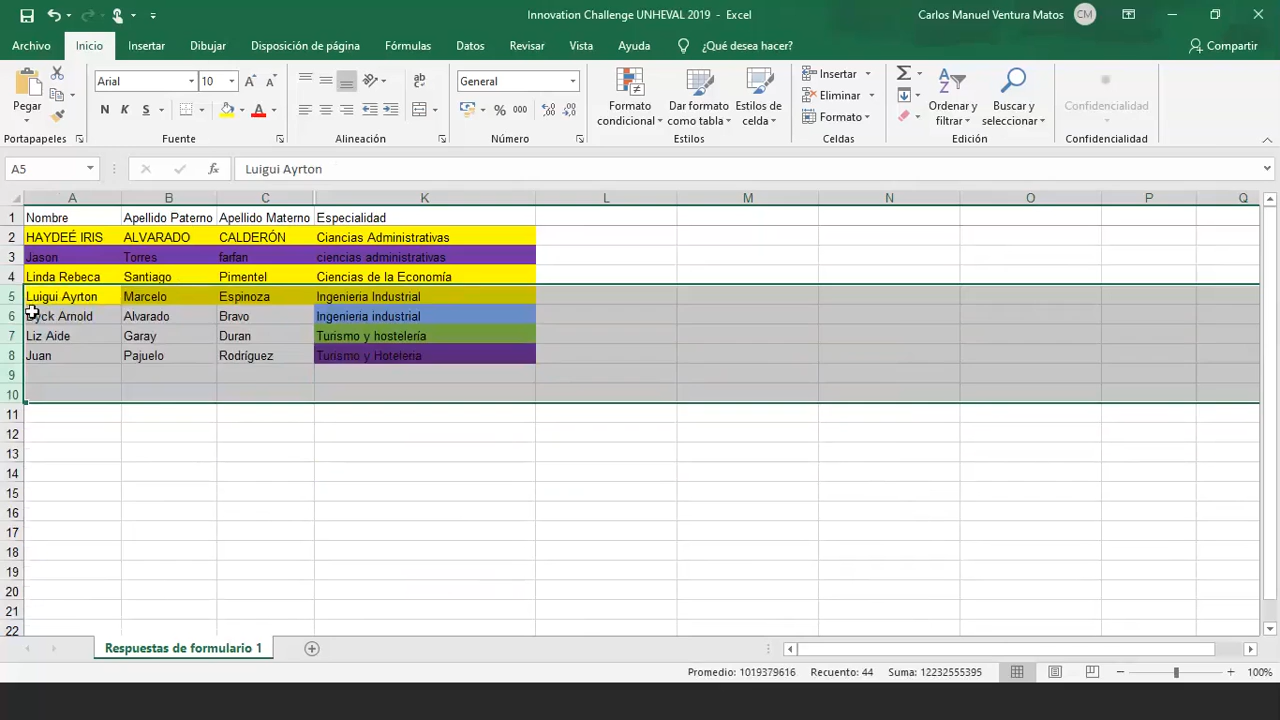 Innovation Challenge UNHEVAL 2019 - Excel
Carlos Manuel Ventura Matos CM
Archivo Inicio Insertar Dibujar Disposición de página Fórmulas Datos Revisar Vista Ayuda ¿Qué desea hacer? Compartir
Pegar
Arial 10
N K S
ab
General
% 000
Formato condicional
Dar formato como tabla
Estilos de celda
Insertar
Eliminar
Formato
Ordenar y filtrar
Buscar y seleccionar
Confidencialidad
Portapapeles Fuente Alineación Número Estilos Celdas Edición Confidencialidad
A5 fx Luigui Ayrton
A B C K L M N O P Q
1 Nombre Apellido Paterno Apellido Materno Especialidad
2 HAYDEÉ IRIS ALVARADO CALDERÓN Ciancias Administrativas
3 Jason Torres farfan ciencias administrativas
4 Linda Rebeca Santiago Pimentel Ciencias de la Economía
5 Luigui Ayrton Marcelo Espinoza Ingenieria Industrial
6 Arnold Alvarado Bravo Ingenieria industrial
7 Liz Aide Garay Duran Turismo y hostelería
8 Juan Pajuelo Rodríguez Turismo y Hoteleria
9
10
11
12
13
14
15
16
17
18
19
20
21
22
Respuestas de formulario 1
Promedio: 1019379616 Recuento: 44 Suma: 12232555395 100%